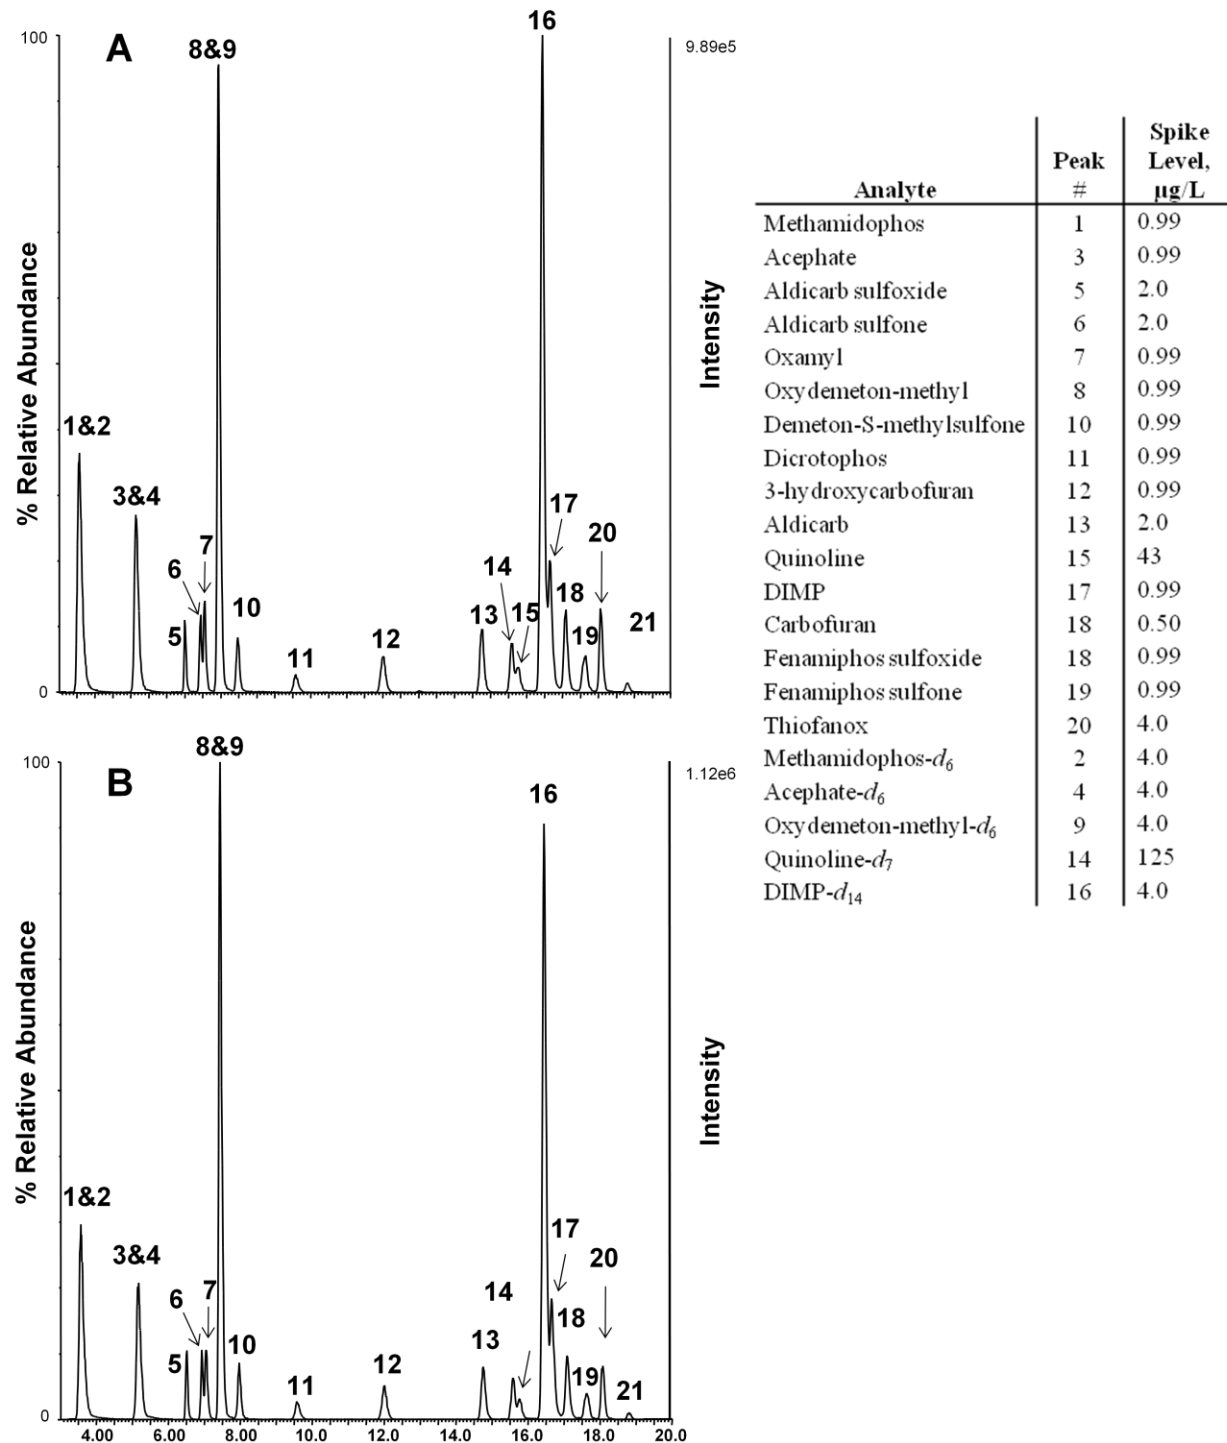 A
100
8&9
16
9.89e5
% Relative Abundance
Intensity
1&2
3&4
5
6
7
10
11
12
13
14
15
17
18
19
20
21
0
B
100
8&9
16
1.12e6
% Relative Abundance
Intensity
1&2
3&4
5
6
7
10
11
12
13
14
17
18
19
20
21
0
4.00 6.00 8.00 10.0 12.0 14.0 16.0 18.0 20.0
Analyte Peak # Spike Level, µg/L
Methamidophos 1 0.99
Acephate 3 0.99
Aldicarb sulfoxide 5 2.0
Aldicarb sulfone 6 2.0
Oxamyl 7 0.99
Oxydemeton-methyl 8 0.99
Demeton-S-methylsulfone 10 0.99
Dicrotophos 11 0.99
3-hydroxycarbofuran 12 0.99
Aldicarb 13 2.0
Quinoline 15 43
DIMP 17 0.99
Carbofuran 18 0.50
Fenamiphos sulfoxide 18 0.99
Fenamiphos sulfone 19 0.99
Thiofanox 20 4.0
Methamidophos-d6 2 4.0
Acephate-d6 4 4.0
Oxydemeton-methyl-d6 9 4.0
Quinoline-d7 14 125
DIMP-d14 16 4.0